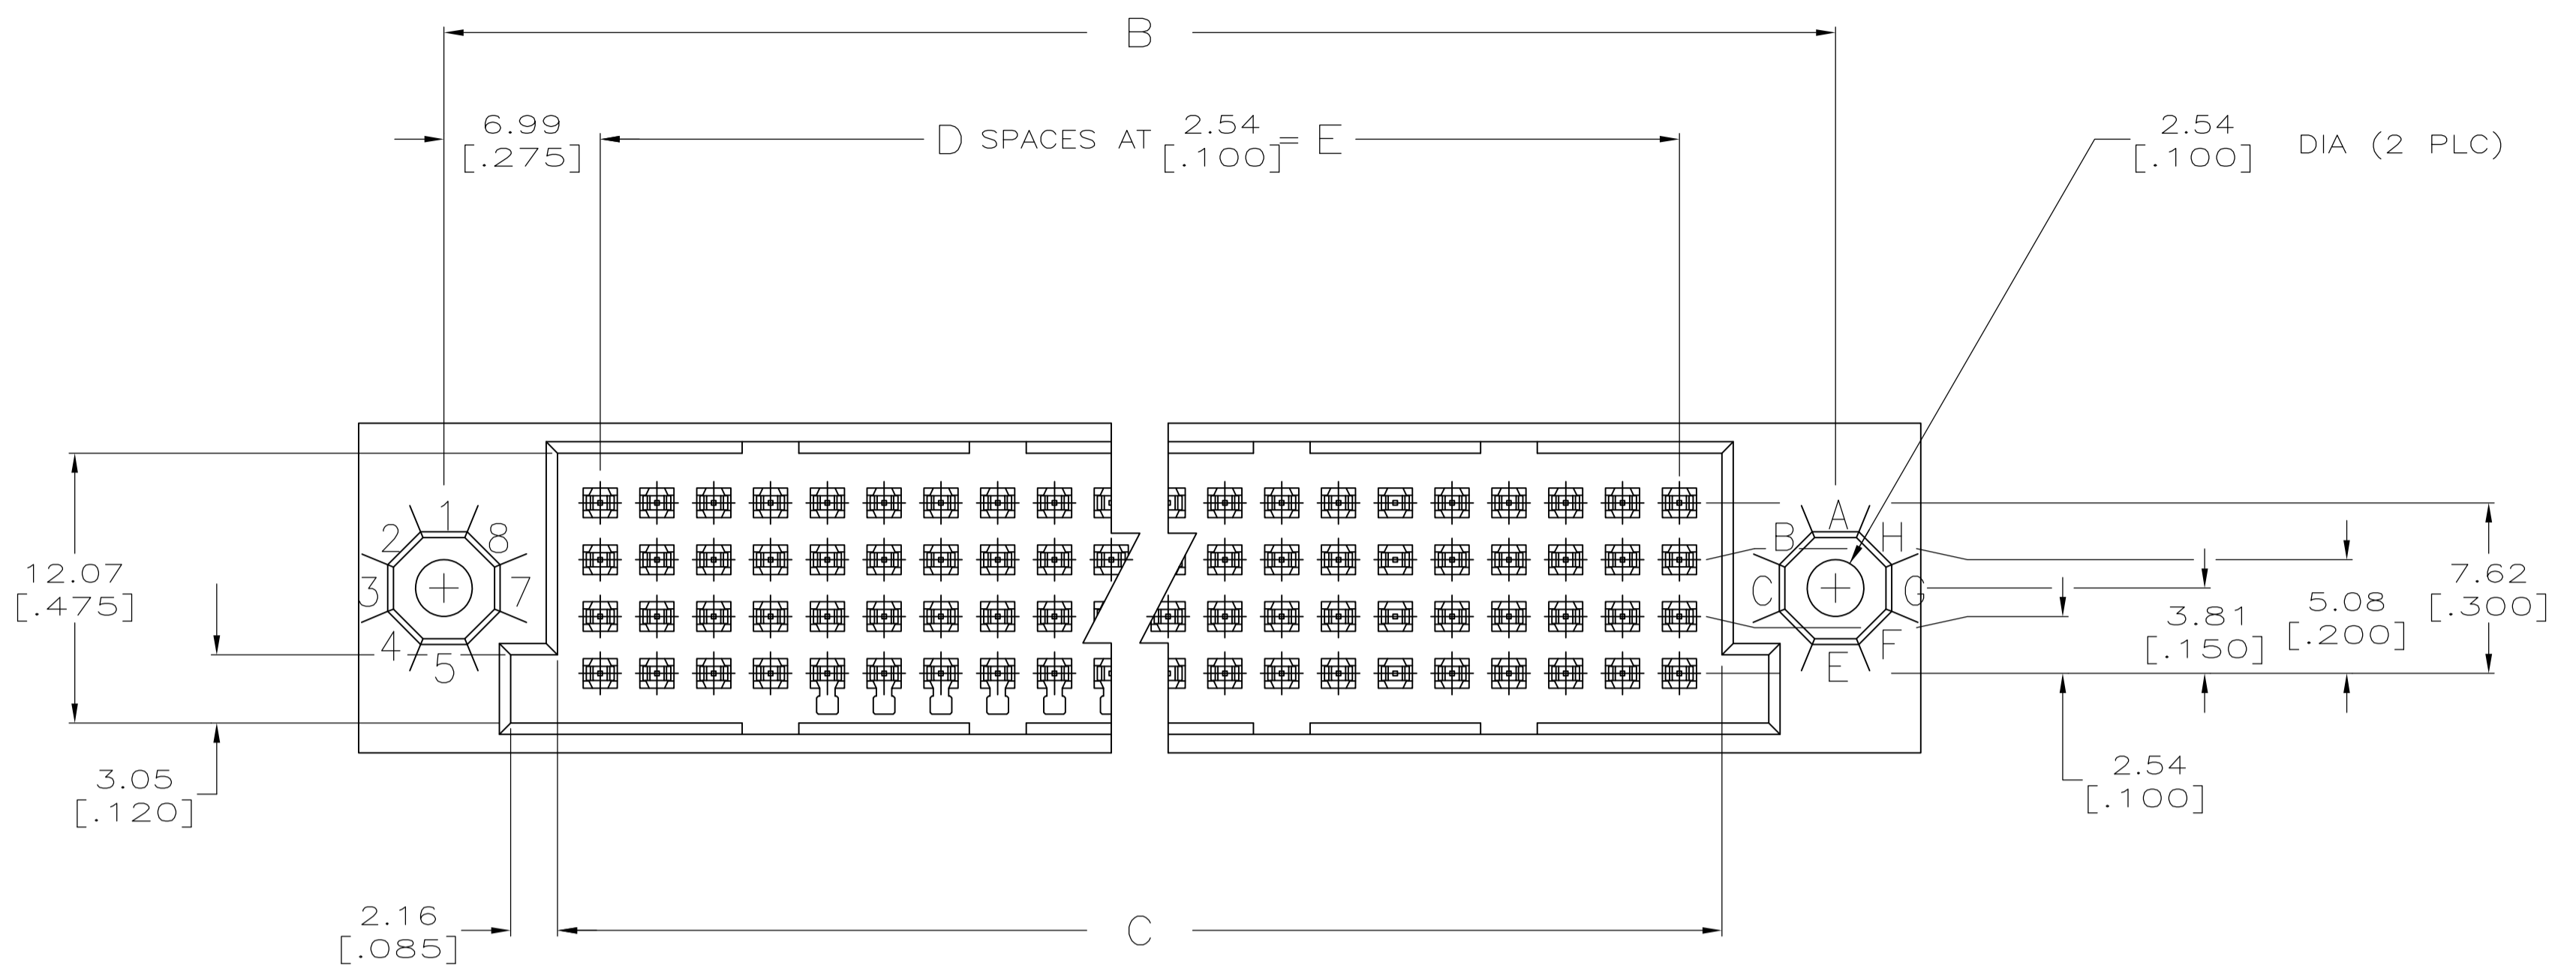 B
6.99
[.275]
D SPACES AT 2.54
[.100] = E
2.54
[.100] DIA (2 PLC)
1
2
8
3
7
4
5
A
B
H
C
G
F
E
12.07
[.475]
3.05
[.120]
2.16
[.085]
C
7.62
[.300]
5.08
[.200]
3.81
[.150]
2.54
[.100]